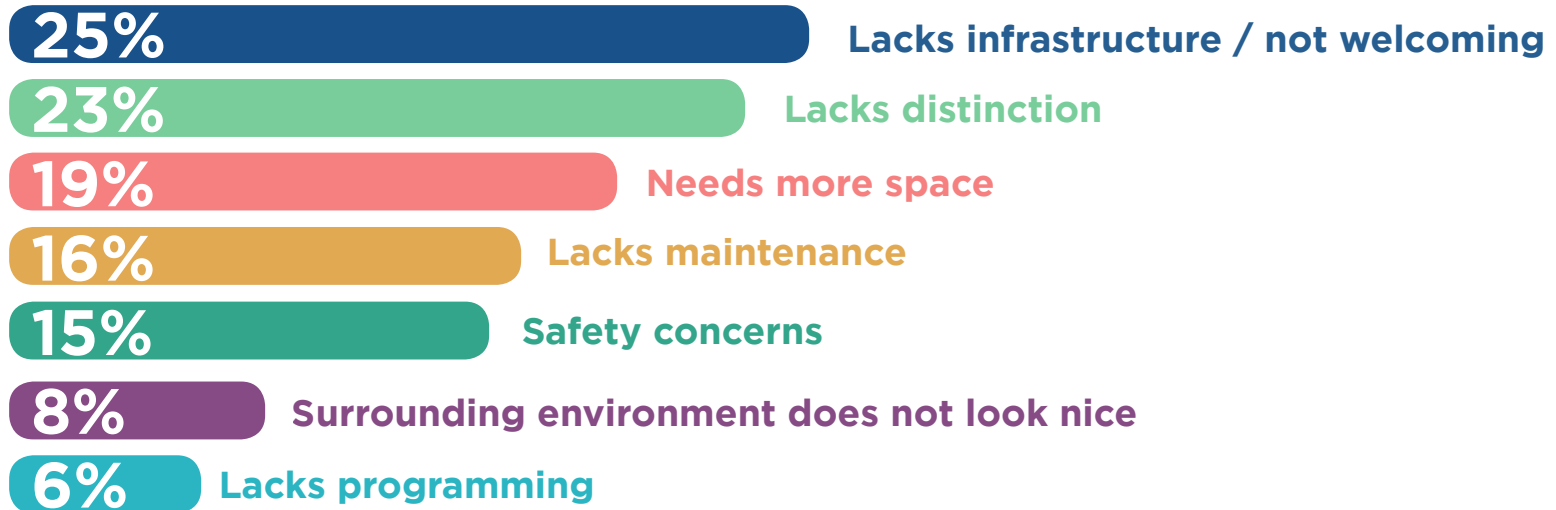 25% Lacks infrastructure / not welcoming
23% Lacks distinction
19% Needs more space
16% Lacks maintenance
15% Safety concerns
8% Surrounding environment does not look nice
6% Lacks programming